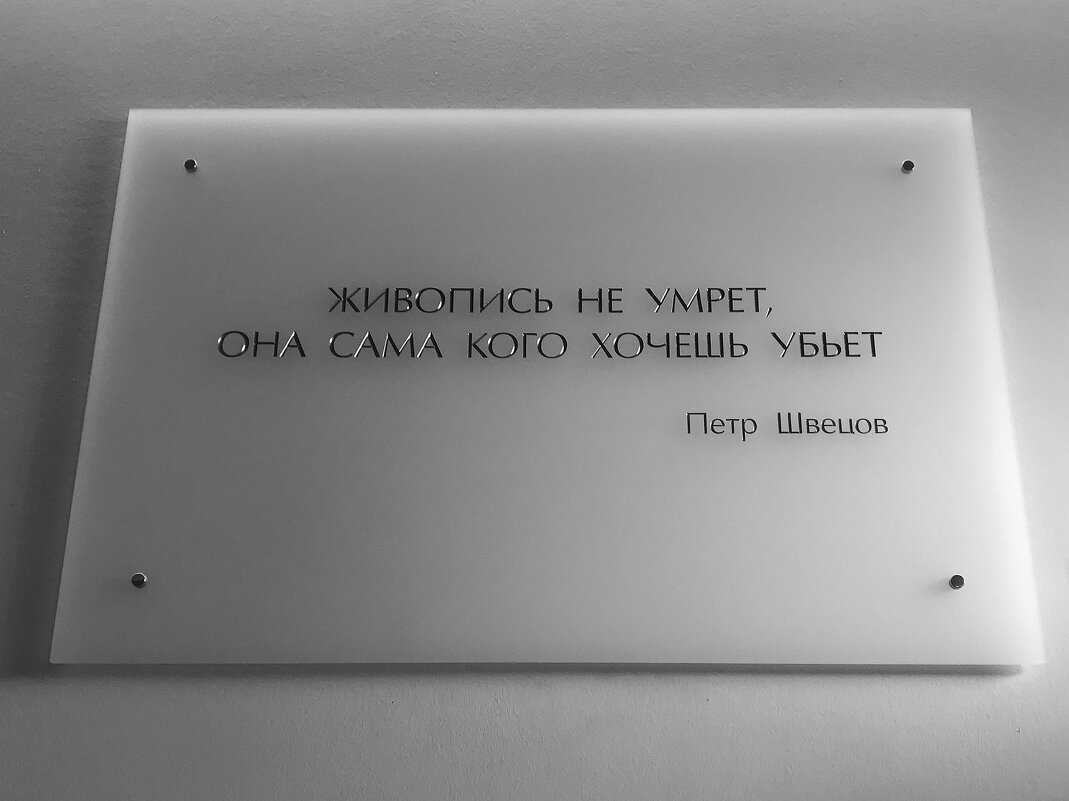 ЖИВОПИСЬ НЕ УМРЕТ,
ОНА САМА КОГО ХОЧЕШЬ УБЬЕТ
Петр Швецов